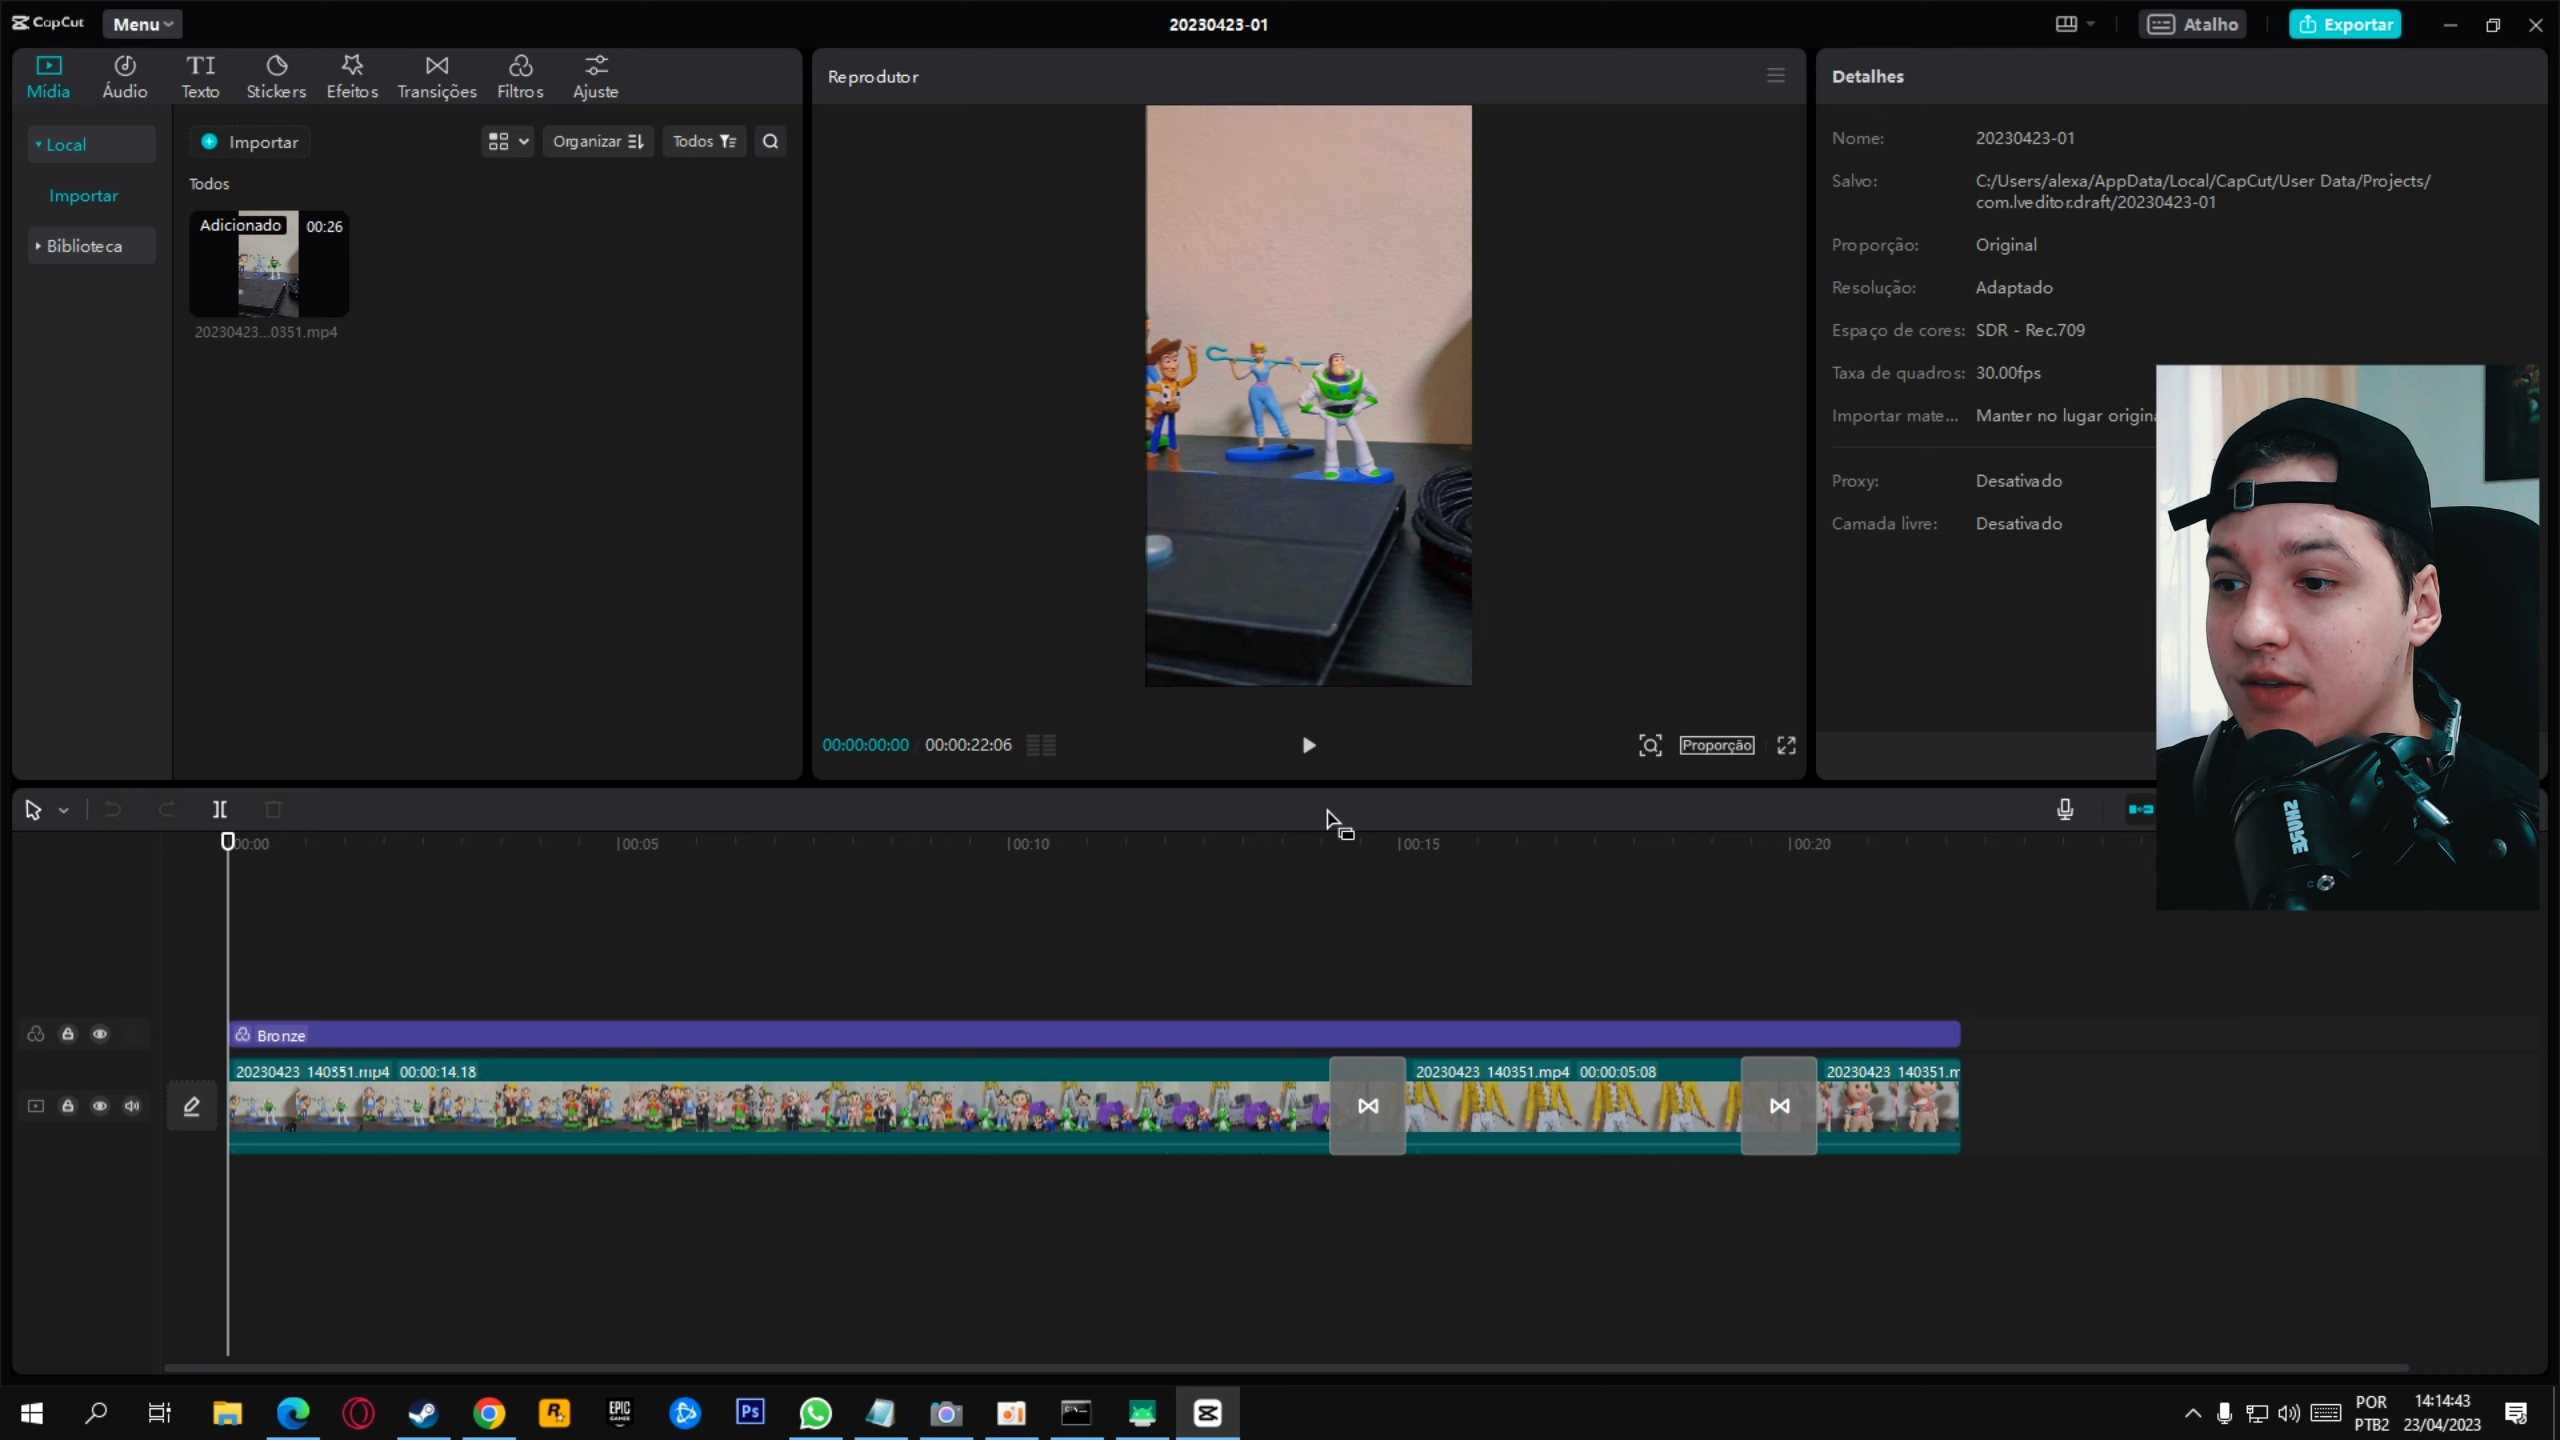 CapCut
Menu
20230423-01
Atalho
Exportar
Mídia
Áudio
TI
Texto
Stickers
Efeitos
Transições
Filtros
Ajuste
Reprodutor
Detalhes
Local
Importar
Biblioteca
Importar
Organizar
Todos
Todos
Adicionado
00:26
20230423...0351.mp4
Nome: 20230423-01
Salvo: C:/Users/alexa/AppData/Local/CapCut/User Data/Projects/
com.lveditor.draft/20230423-01
Proporção: Original
Resolução: Adaptado
Espaço de cores: SDR - Rec.709
Taxa de quadros: 30.00fps
Importar mate... Manter no lugar origina
Proxy: Desativado
Camada livre: Desativado
00:00:00:00
00:00:22:06
Proporção
00:00
00:05
00:10
00:15
00:20
Bronze
20230423 140351.mp4 00:00:14.18
20230423 140351.mp4 00:00:05:08
20230423 140351.m
SHURE
EPIC
GAMES
Ps
POR
PTB2
14:14:43
23/04/2023